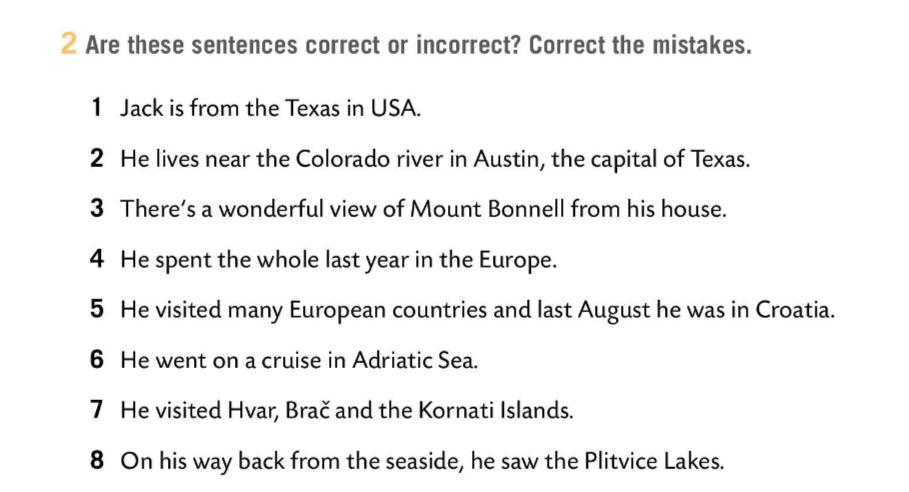 2 Are these sentences correct or incorrect? Correct the mistakes.
1 Jack is from the Texas in USA.
2 He lives near the Colorado river in Austin, the capital of Texas.
3 There's a wonderful view of Mount Bonnell from his house.
4 He spent the whole last year in the Europe.
5 He visited many European countries and last August he was in Croatia.
6 He went on a cruise in Adriatic Sea.
7 He visited Hvar, Brač and the Kornati Islands.
8 On his way back from the seaside, he saw the Plitvice Lakes.